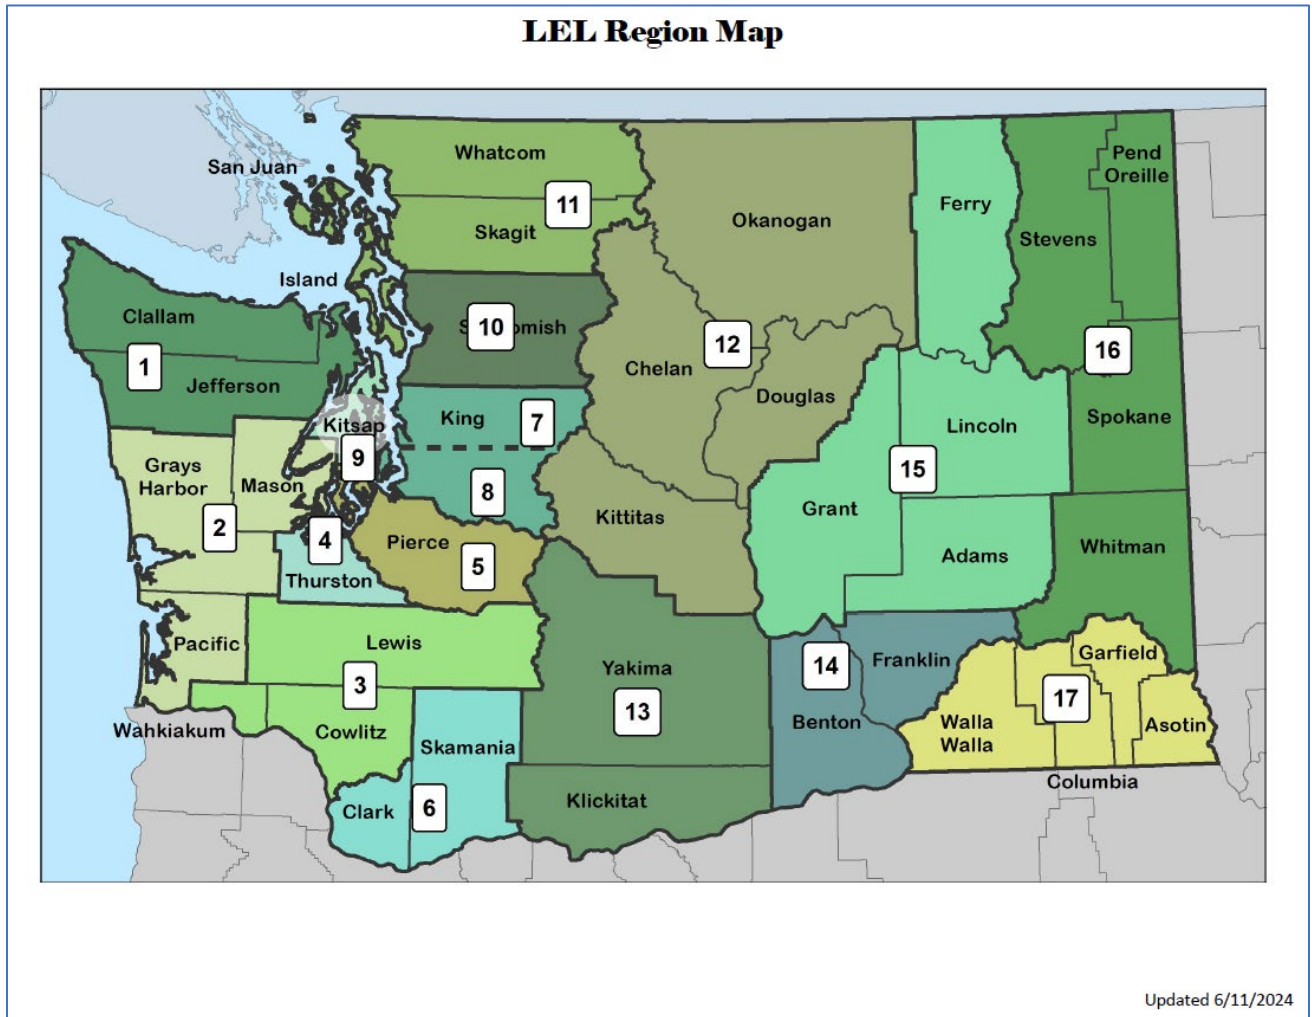 LEL Region Map
Whatcom
Pend
Oreille
San Juan
11
Ferry
Okanogan
Skagit
Stevens
Island
Clallam
10
12
16
1
Chelan
Jefferson
Douglas
King
7
Spokane
Kitsap
Lincoln
9
Grays
Harbor
15
Mason
8
Grant
Kittitas
2
4
Pierce
Whitman
Adams
5
Thurston
Lewis
Pacific
Garfield
Franklin
14
Yakima
3
17
13
Benton
Walla
Walla
Asotin
Wahkiakum
Cowlitz
Skamania
Columbia
Klickitat
6
Clark
Updated 6/11/2024